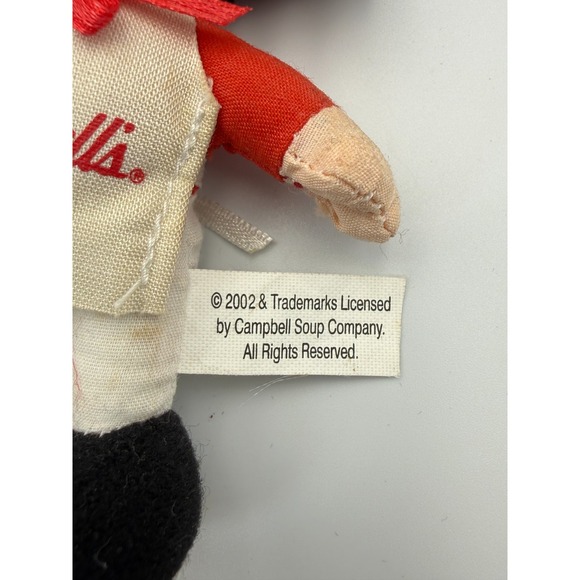 ll's®
© 2002 & Trademarks Licensed
by Campbell Soup Company.
All Rights Reserved.